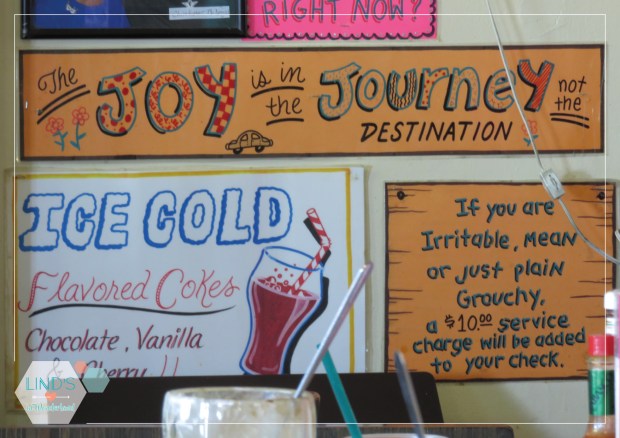 RIGHT NOW?
The JOY is in the JOURNEY not the DESTINATION
ICE COLD
Flavored Cokes
Chocolate, Vanilla
& Cherry !!
If you are
Irritable, Mean
or just plain
Grouchy,
a $10.00 service
charge will be added
to your check.
LIND'S